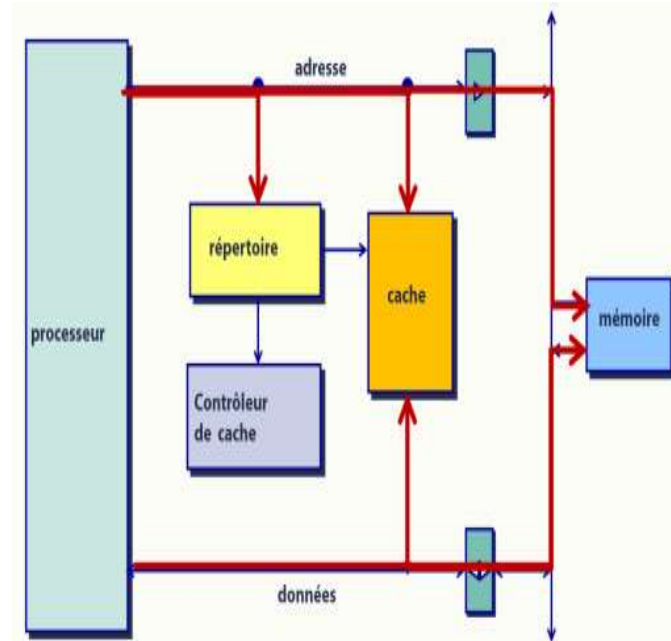 adresse
répertoire
cache
processeur
mémoire
Contrôleur
de cache
données